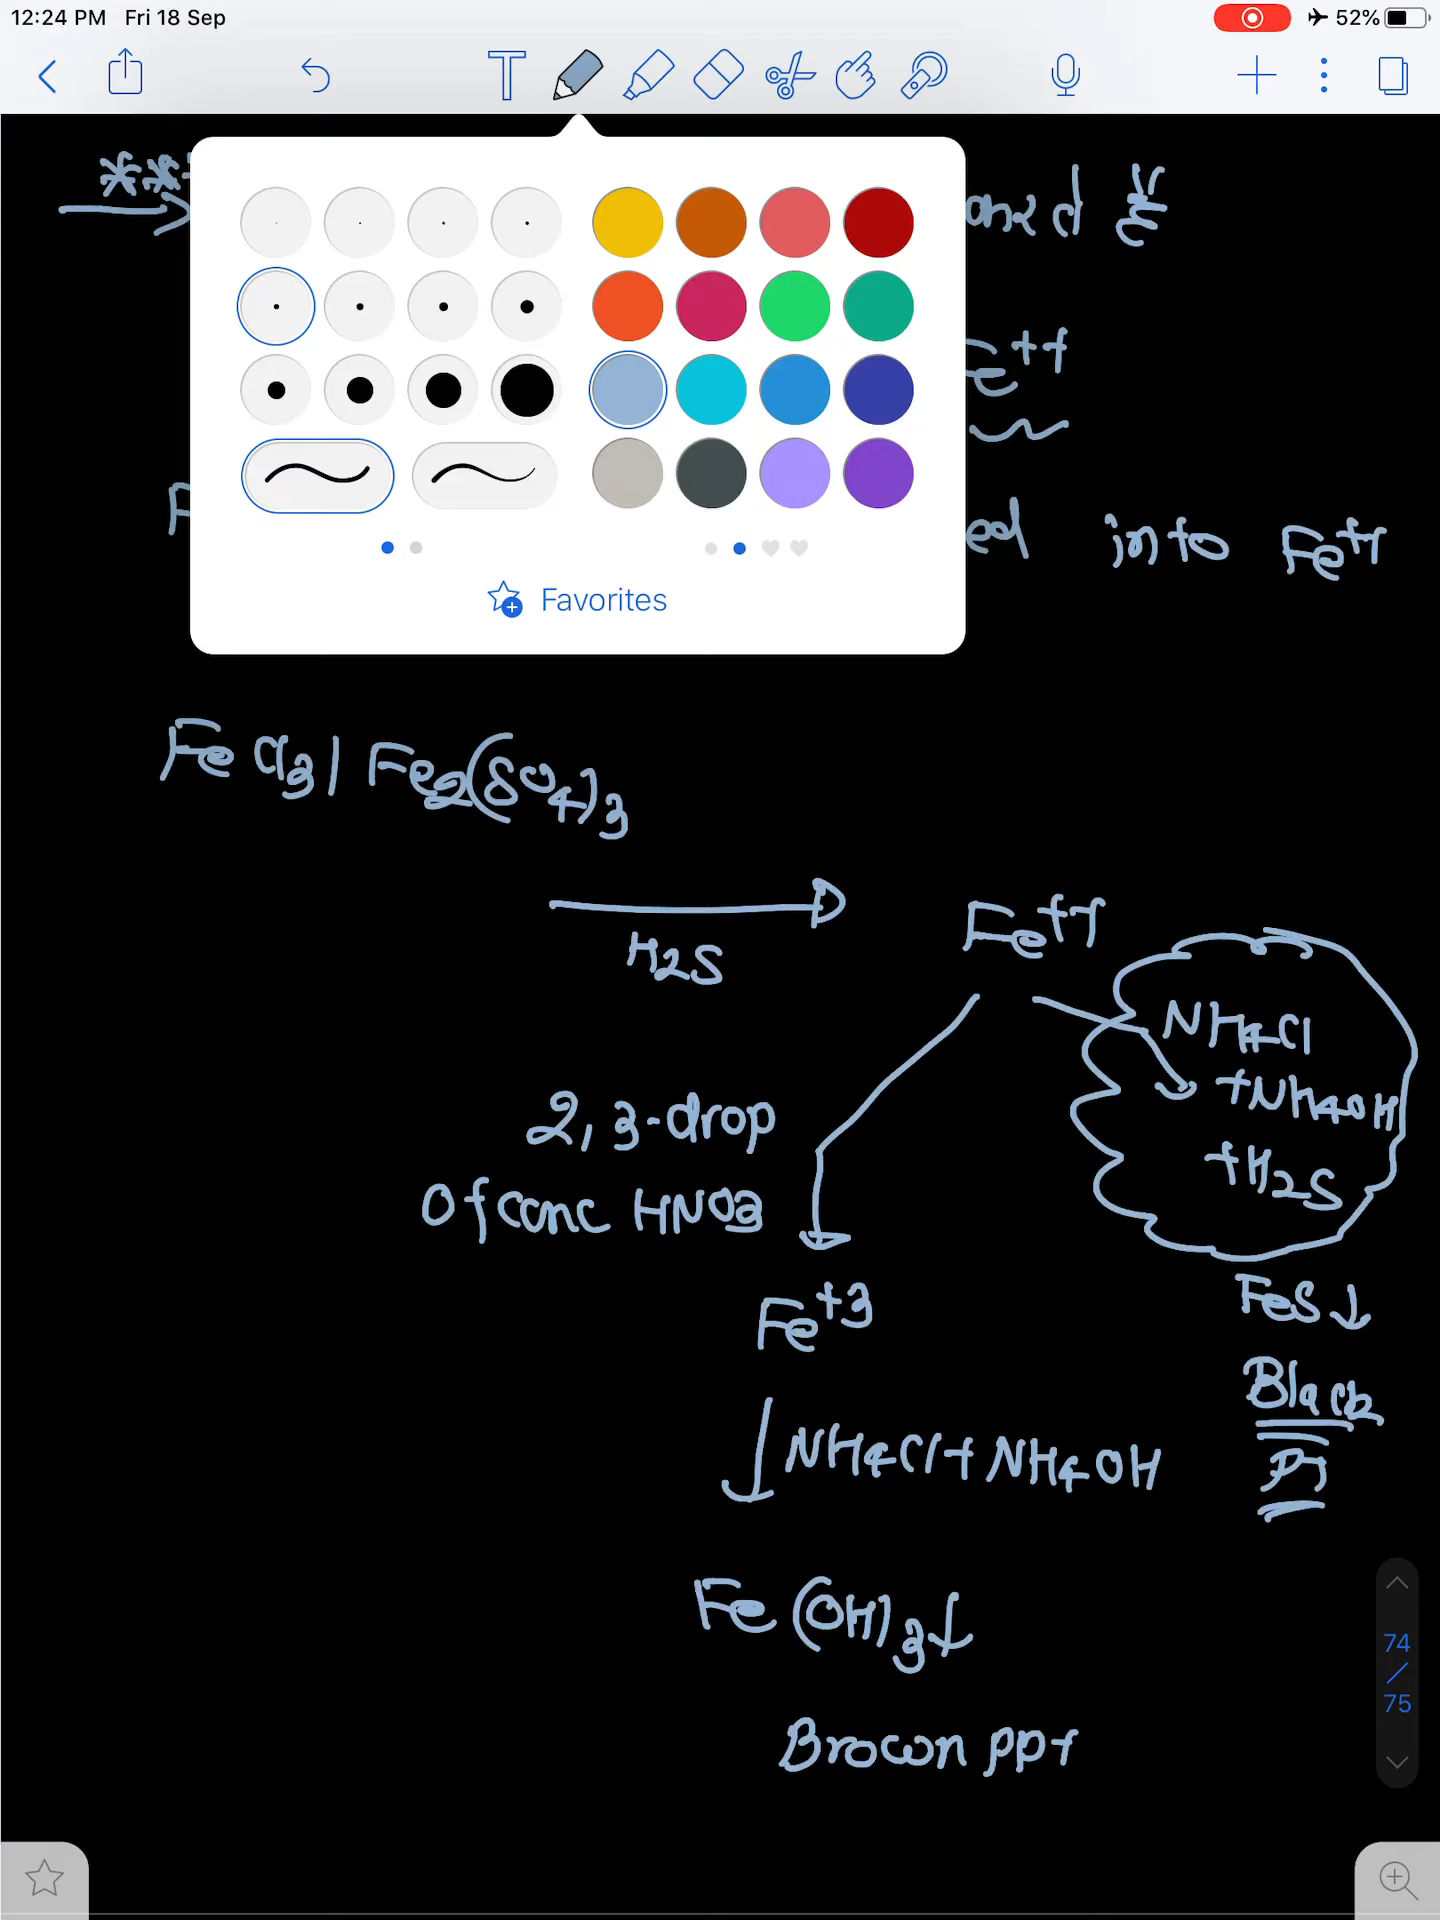 12:24 PM Fri 18 Sep 52%
Favorites
***
and
Fe++
into Fe++
FeCl3 | Fe2(SO4)3
H2S
Fe++
NH4Cl
+NH4OH
+H2S
2, 3-drop
of conc HNO3
Fe+3
FeS↓
Black
NH4Cl + NH4OH
Fe(OH)3↓
Brown ppt
74
/
75